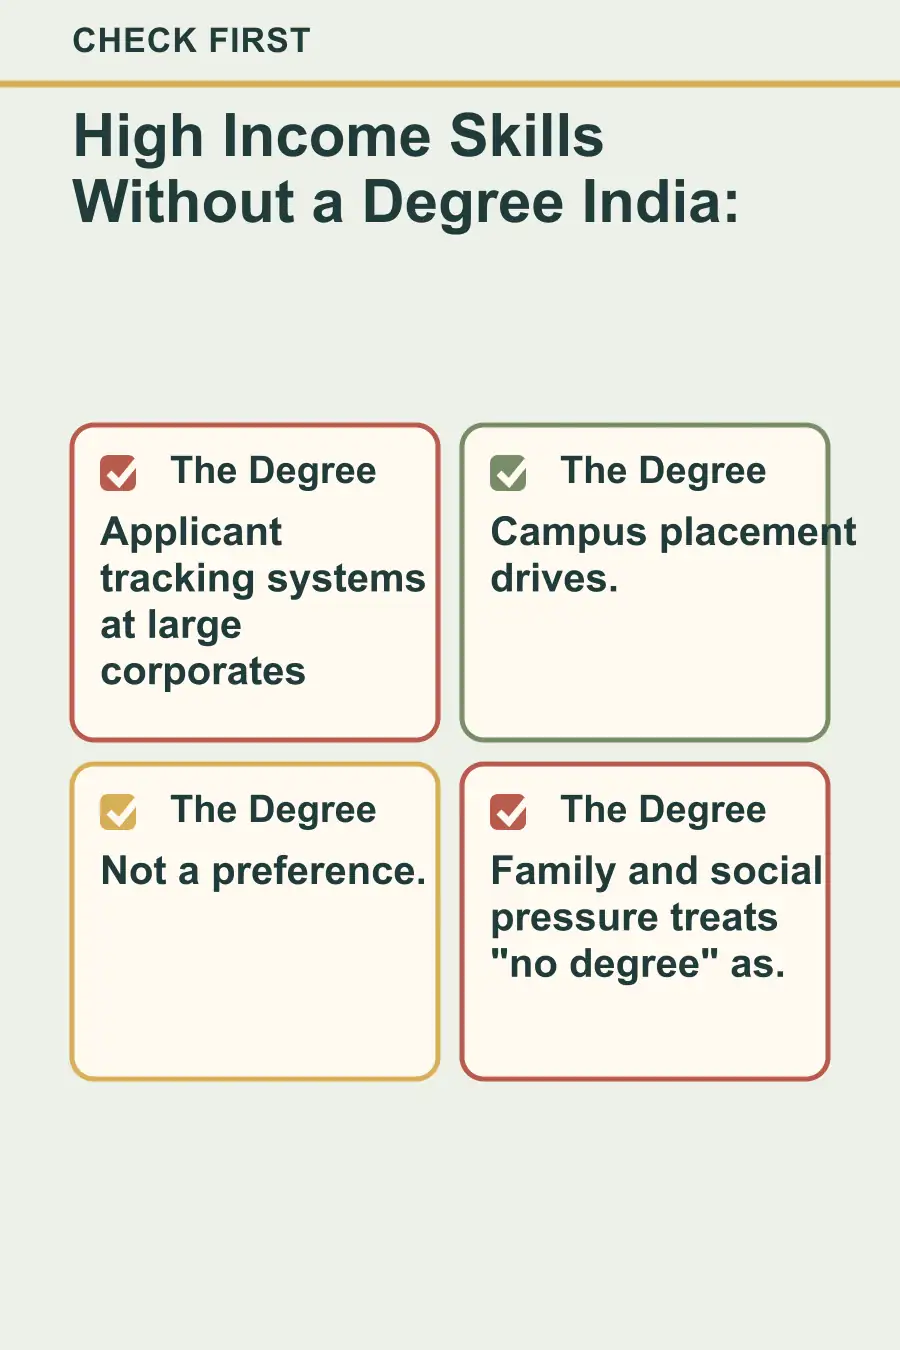 CHECK FIRST
High Income Skills
Without a Degree India:
The Degree
Applicant
tracking systems
at large
corporates
The Degree
Campus placement
drives.
The Degree
Not a preference.
The Degree
Family and social
pressure treats
"no degree" as.